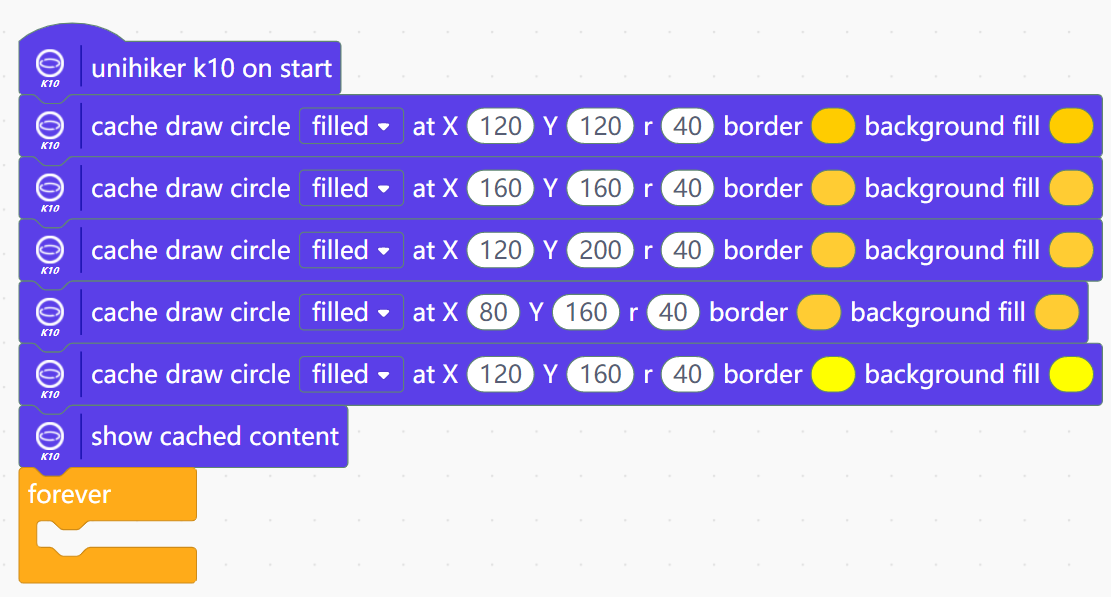 K10 unihiker k10 on start
K10 cache draw circle filled at X 120 Y 120 r 40 border background fill
K10 cache draw circle filled at X 160 Y 160 r 40 border background fill
K10 cache draw circle filled at X 120 Y 200 r 40 border background fill
K10 cache draw circle filled at X 80 Y 160 r 40 border background fill
K10 cache draw circle filled at X 120 Y 160 r 40 border background fill
K10 show cached content
forever